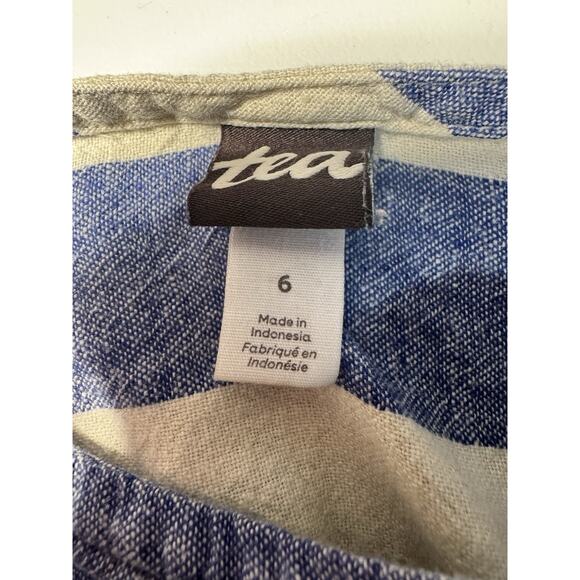 tea
6
Made in
Indonesia
Fabriqué en
Indonésie